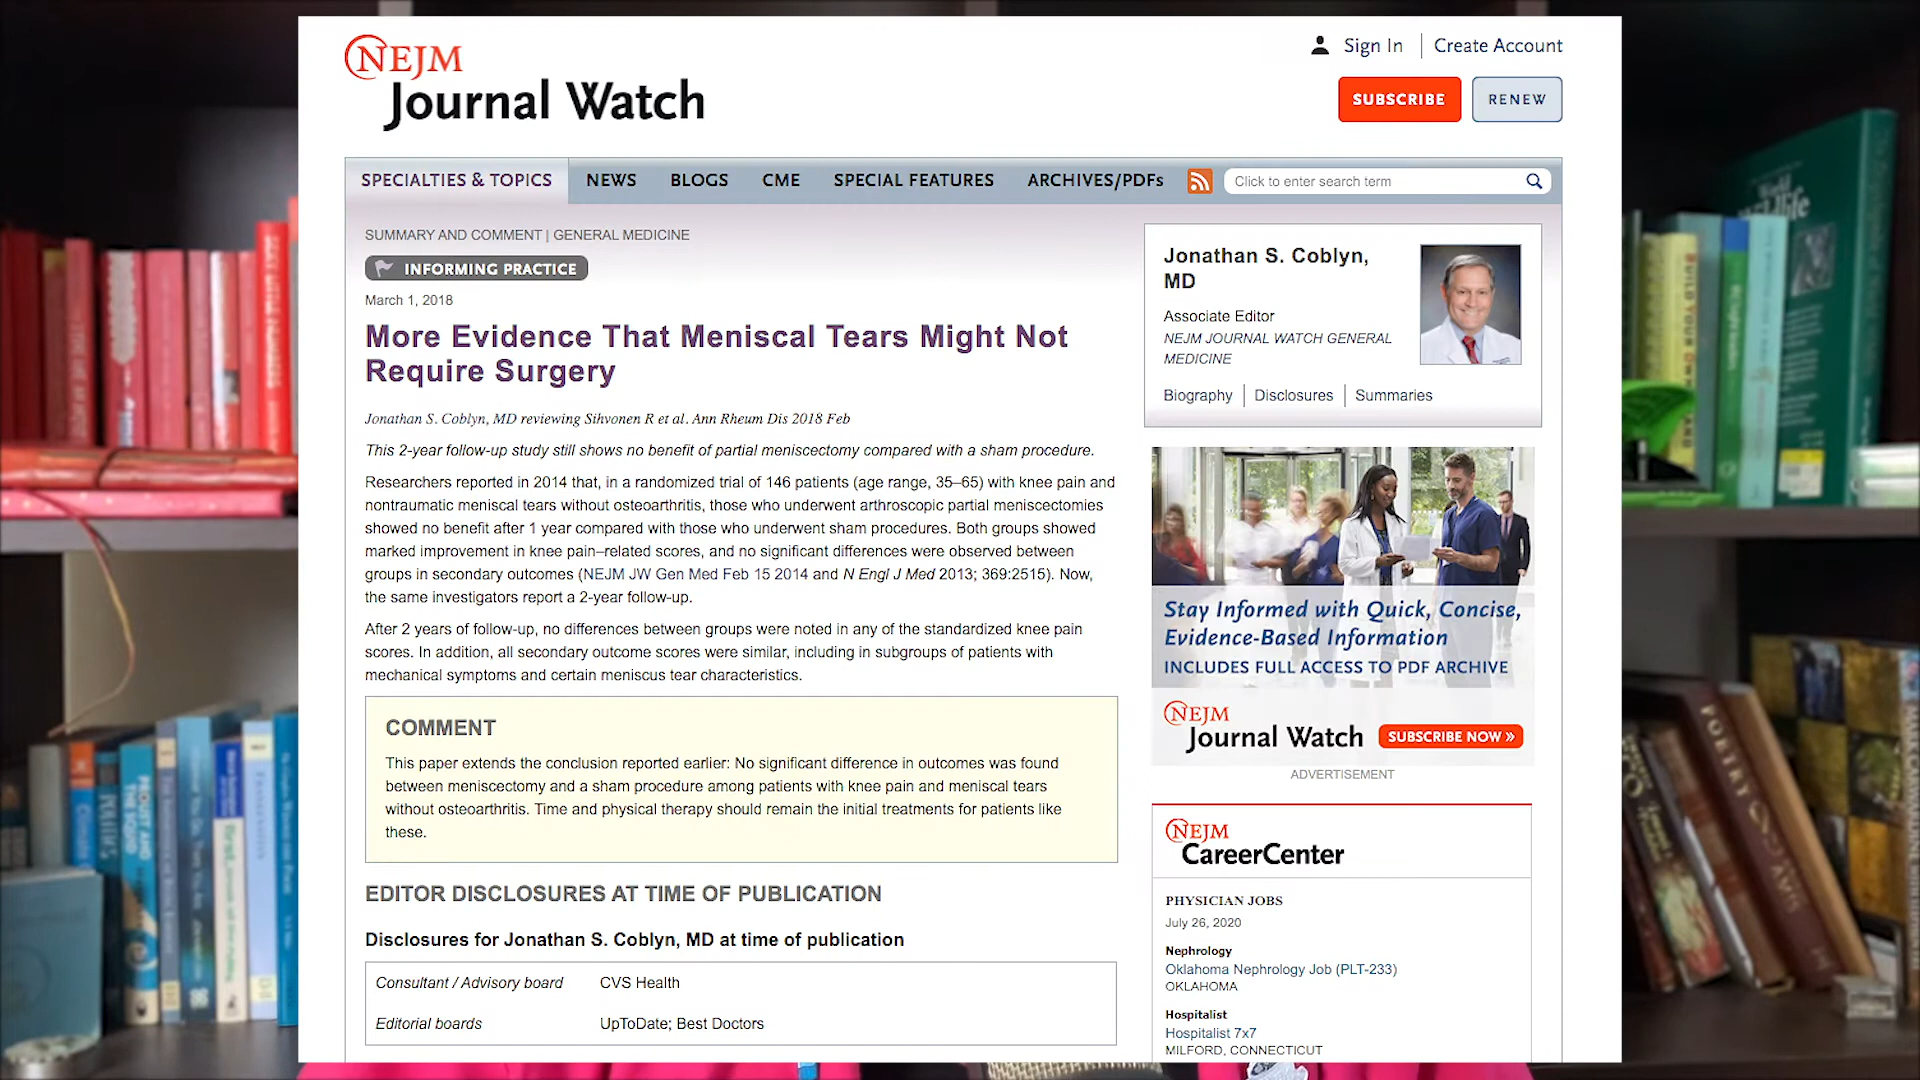 NEJM
Journal Watch
Sign In
Create Account
SUBSCRIBE
RENEW
SPECIALTIES & TOPICS
NEWS
BLOGS
CME
SPECIAL FEATURES
ARCHIVES/PDFs
Click to enter search term
SUMMARY AND COMMENT | GENERAL MEDICINE
INFORMING PRACTICE
March 1, 2018
More Evidence That Meniscal Tears Might Not
Require Surgery
Jonathan S. Coblyn, MD reviewing Sihvonen R et al. Ann Rheum Dis 2018 Feb
This 2-year follow-up study still shows no benefit of partial meniscectomy compared with a sham procedure.
Researchers reported in 2014 that, in a randomized trial of 146 patients (age range, 35–65) with knee pain and
nontraumatic meniscal tears without osteoarthritis, those who underwent arthroscopic partial meniscectomies
showed no benefit after 1 year compared with those who underwent sham procedures. Both groups showed
marked improvement in knee pain–related scores, and no significant differences were observed between
groups in secondary outcomes (NEJM JW Gen Med Feb 15 2014 and N Engl J Med 2013; 369:2515). Now,
the same investigators report a 2-year follow-up.
After 2 years of follow-up, no differences between groups were noted in any of the standardized knee pain
scores. In addition, all secondary outcome scores were similar, including in subgroups of patients with
mechanical symptoms and certain meniscus tear characteristics.
COMMENT
This paper extends the conclusion reported earlier: No significant difference in outcomes was found
between meniscectomy and a sham procedure among patients with knee pain and meniscal tears
without osteoarthritis. Time and physical therapy should remain the initial treatments for patients like
these.
EDITOR DISCLOSURES AT TIME OF PUBLICATION
Disclosures for Jonathan S. Coblyn, MD at time of publication
Consultant / Advisory board CVS Health
Editorial boards UpToDate; Best Doctors
Jonathan S. Coblyn,
MD
Associate Editor
NEJM JOURNAL WATCH GENERAL
MEDICINE
Biography
Disclosures
Summaries
Stay Informed with Quick, Concise,
Evidence-Based Information
INCLUDES FULL ACCESS TO PDF ARCHIVE
NEJM
Journal Watch
SUBSCRIBE NOW »
ADVERTISEMENT
NEJM
CareerCenter
PHYSICIAN JOBS
July 26, 2020
Nephrology
Oklahoma Nephrology Job (PLT-233)
OKLAHOMA
Hospitalist
Hospitalist 7x7
MILFORD, CONNECTICUT
POETRY